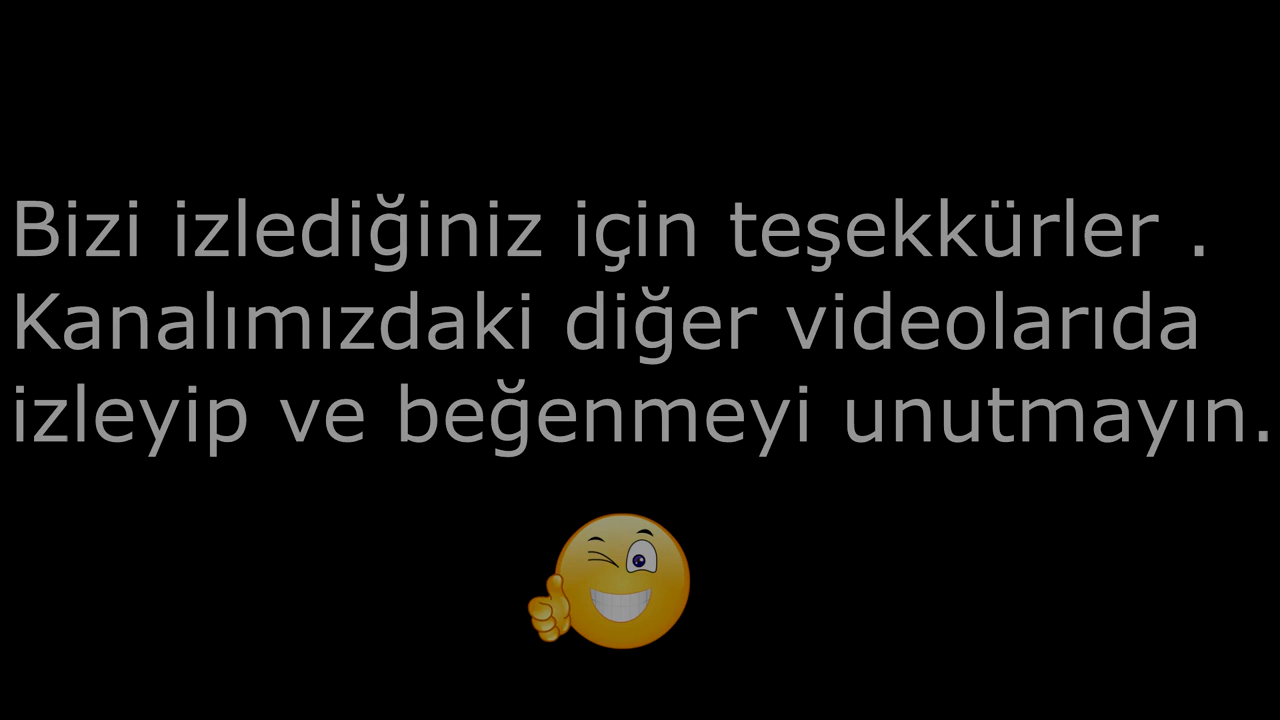 Bizi izlediğiniz için teşekkürler .
Kanalımızdaki diğer videolarıda
izleyip ve beğenmeyi unutmayın.